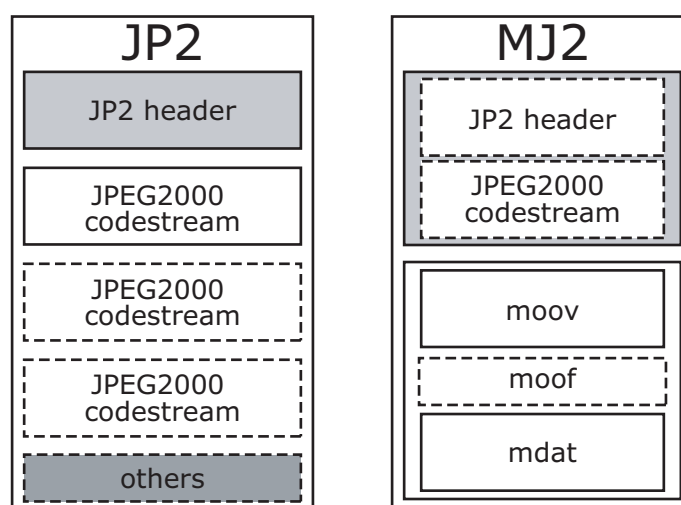 JP2
JP2 header
JPEG2000
codestream
JPEG2000
codestream
JPEG2000
codestream
others
MJ2
JP2 header
JPEG2000
codestream
moov
moof
mdat